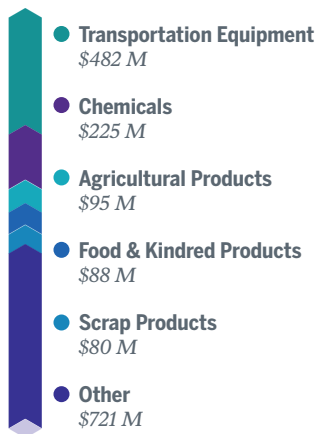 Transportation Equipment
$482 M
Chemicals
$225 M
Agricultural Products
$95 M
Food & Kindred Products
$88 M
Scrap Products
$80 M
Other
$721 M